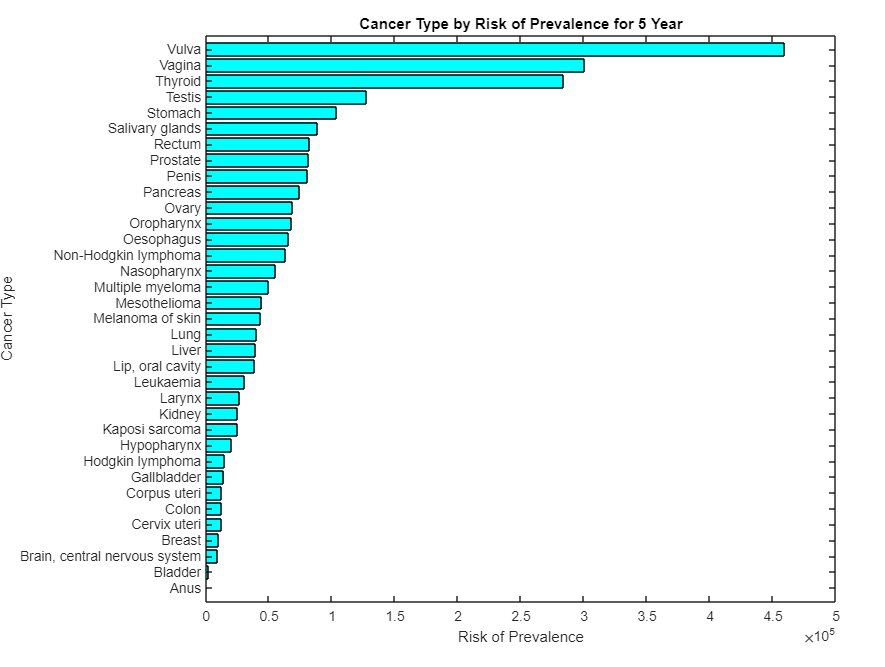 Cancer Type by Risk of Prevalence for 5 Year
Vulva
Vagina
Thyroid
Testis
Stomach
Salivary glands
Rectum
Prostate
Penis
Pancreas
Ovary
Oropharynx
Oesophagus
Non-Hodgkin lymphoma
Nasopharynx
Multiple myeloma
Mesothelioma
Melanoma of skin
Lung
Liver
Lip, oral cavity
Leukaemia
Larynx
Kidney
Kaposi sarcoma
Hypopharynx
Hodgkin lymphoma
Gallbladder
Corpus uteri
Colon
Cervix uteri
Breast
Brain, central nervous system
Bladder
Anus
Cancer Type
0 0.5 1 1.5 2 2.5 3 3.5 4 4.5 5
Risk of Prevalence
×10⁵